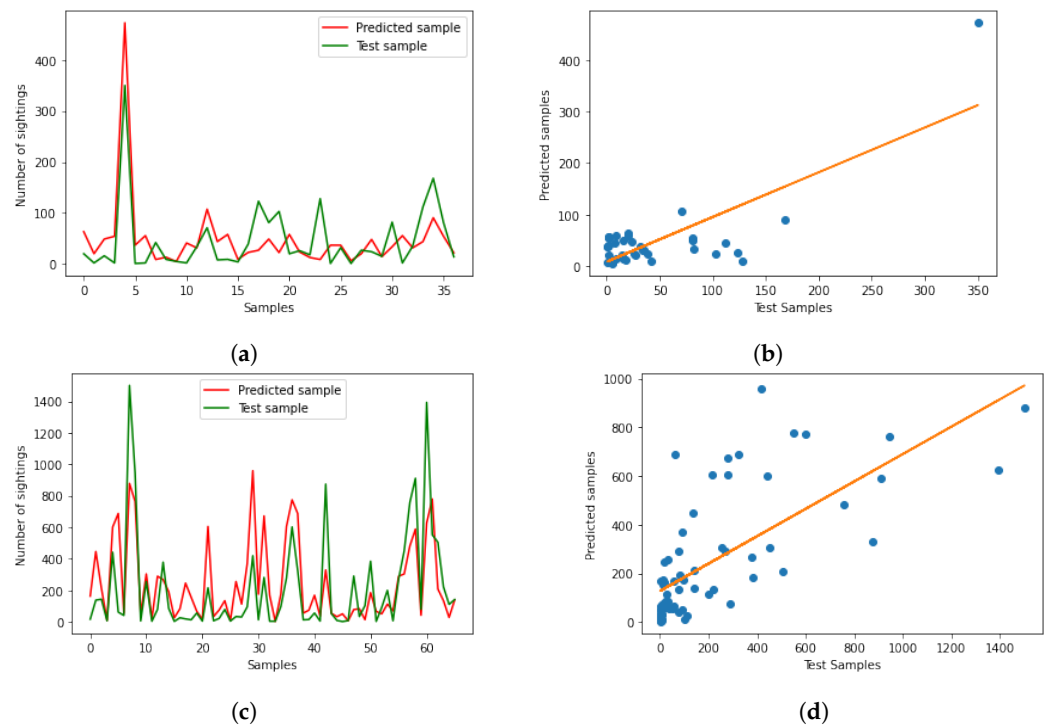 Predicted sample
Test sample
Number of sightings
400
300
200
100
0
0 5 10 15 20 25 30 35
Samples
(a)
Predicted samples
400
300
200
100
0
0 50 100 150 200 250 300 350
Test Samples
(b)
Predicted sample
Test sample
Number of sightings
1400
1200
1000
800
600
400
200
0
0 10 20 30 40 50 60
Samples
(c)
Predicted samples
1000
800
600
400
200
0
0 200 400 600 800 1000 1200 1400
Test Samples
(d)